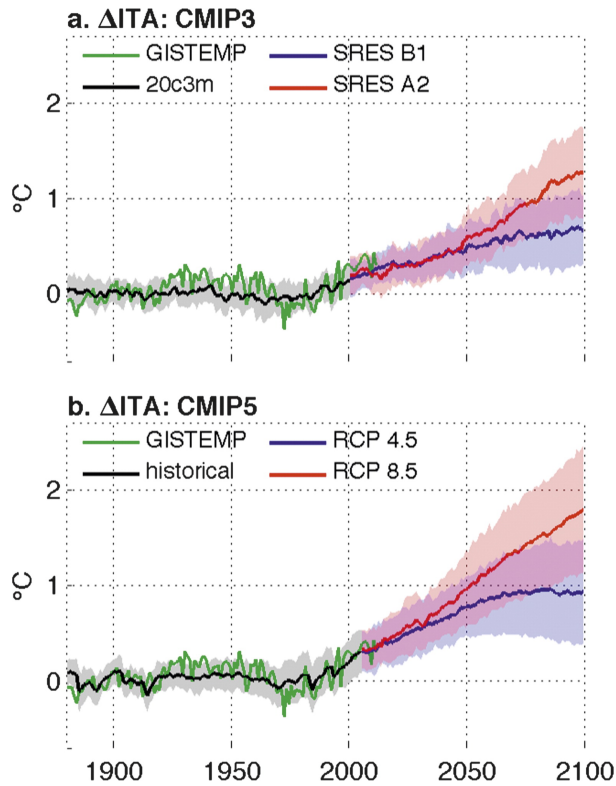 a. ΔITA: CMIP3
GISTEMP SRES B1
20c3m SRES A2
2
1
0
°C
b. ΔITA: CMIP5
GISTEMP RCP 4.5
historical RCP 8.5
2
1
0
°C
1900 1950 2000 2050 2100